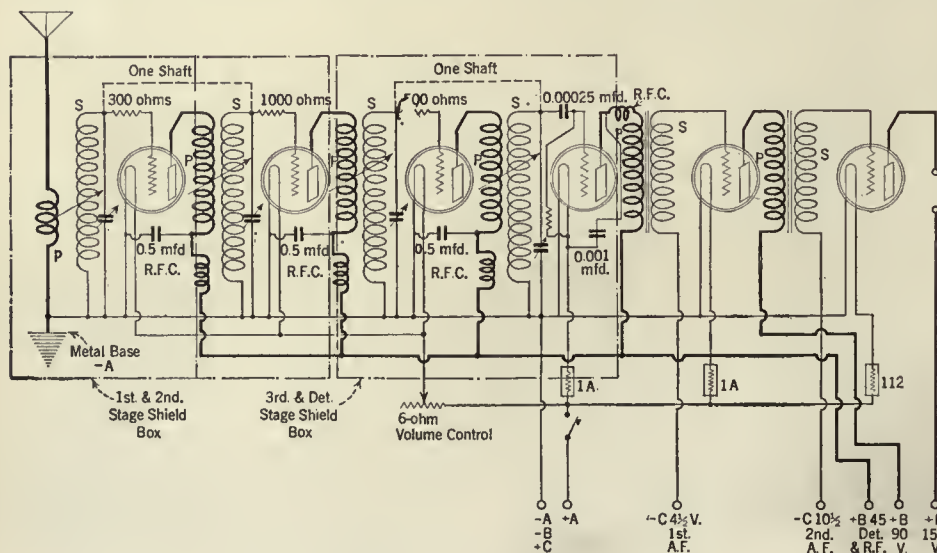 One Shaft
One Shaft
S
300 ohms
S
1000 ohms
S
500 ohms
S
0.00025 mfd.
R.F.C.
P
P
P
P
S
P
S
P
0.5 mfd.
R.F.C.
0.5 mfd.
R.F.C.
0.5 mfd.
R.F.C.
0.001
mfd.
Metal Base
-A
1st. & 2nd.
Stage Shield
Box
3rd. & Det.
Stage Shield
Box
6-ohm
Volume Control
1A.
1A
112
-A
-B
+C
+A
-C 4½ V.
1st.
A.F.
-C 10½
2nd.
A.F.
+B 45
Det.
& R.F.
+B
90
V.